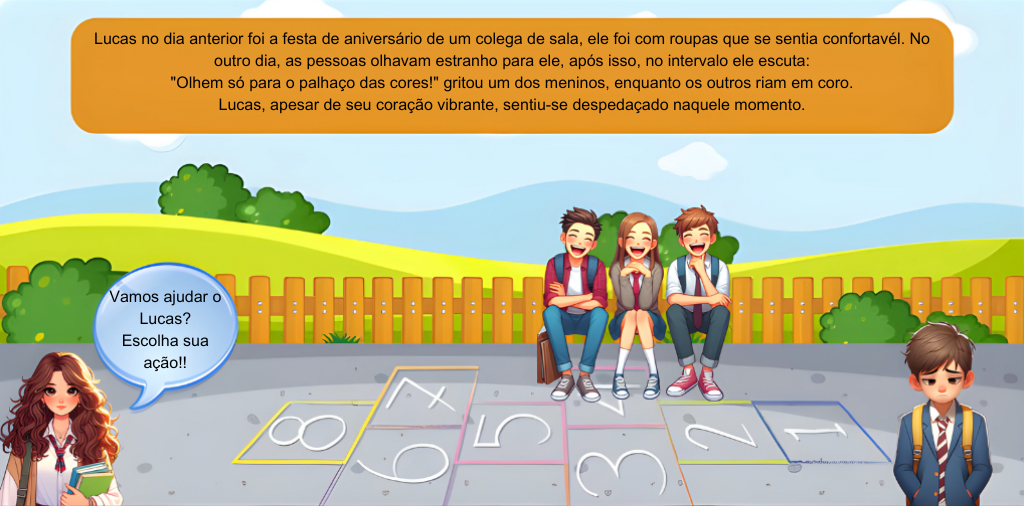 Lucas no dia anterior foi a festa de aniversário de um colega de sala, ele foi com roupas que se sentia confortavél. No
outro dia, as pessoas olhavam estranho para ele, após isso, no intervalo ele escuta:
"Olhem só para o palhaço das cores!" gritou um dos meninos, enquanto os outros riam em coro.
Lucas, apesar de seu coração vibrante, sentiu-se despedaçado naquele momento.
Vamos ajudar o
Lucas?
Escolha sua
ação!!
8
7
6
5
4
3
2
1